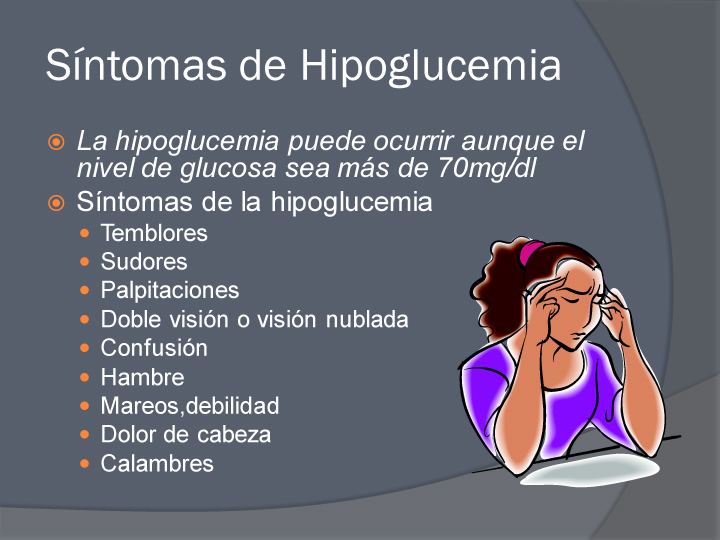 Síntomas de Hipoglucemia
La hipoglucemia puede ocurrir aunque el
nivel de glucosa sea más de 70mg/dl
Síntomas de la hipoglucemia
Temblores
Sudores
Palpitaciones
Doble visión o visión nublada
Confusión
Hambre
Mareos,debilidad
Dolor de cabeza
Calambres